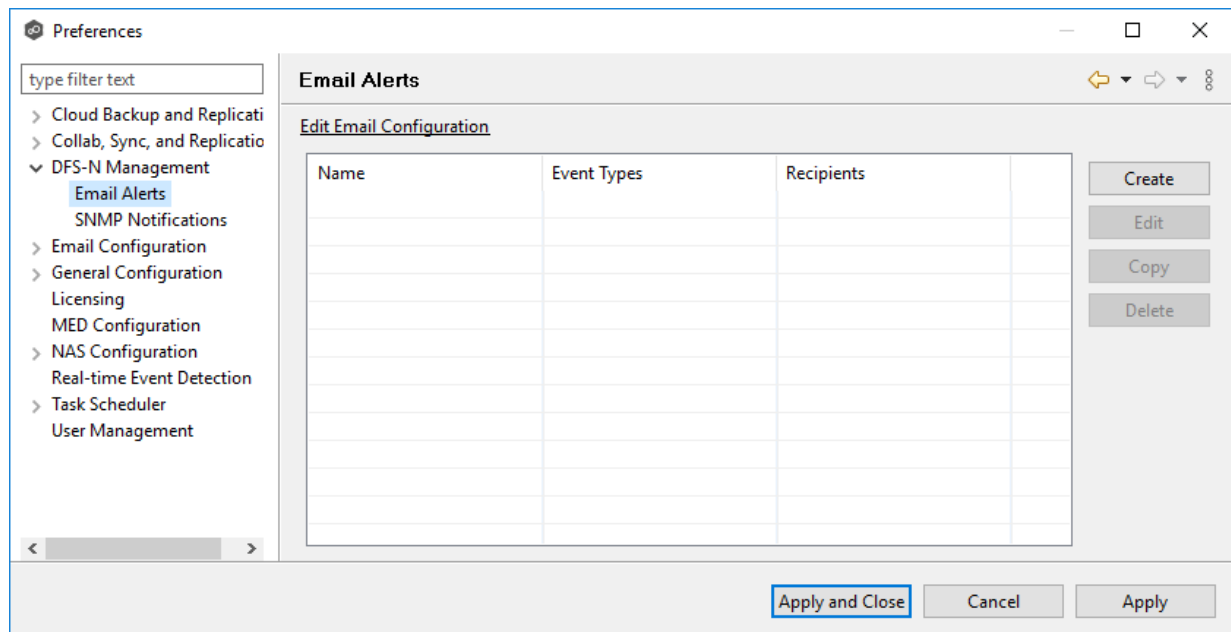 Preferences
type filter text
Cloud Backup and Replicati
Collab, Sync, and Replicatio
DFS-N Management
Email Alerts
SNMP Notifications
Email Configuration
General Configuration
Licensing
MED Configuration
NAS Configuration
Real-time Event Detection
Task Scheduler
User Management
Email Alerts
Edit Email Configuration
Name Event Types Recipients
Create
Edit
Copy
Delete
Apply and Close Cancel Apply